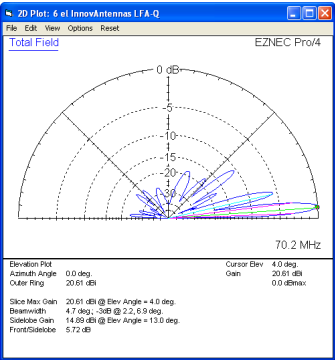 2D Plot: 6 el InnovAntennas LFA-Q
File Edit View Options Reset
Total Field
EZNEC Pro/4
0 dB
-5
-10
-15
-20
-30
70.2 MHz
Elevation Plot
Cursor Elev 4.0 deg.
Azimuth Angle 0.0 deg.
Gain 20.61 dBi
Outer Ring 20.61 dBi
0.0 dBmax
Slice Max Gain 20.61 dBi @ Elev Angle = 4.0 deg.
Beamwidth 4.7 deg.; -3dB @ 2.2, 6.9 deg.
Sidelobe Gain 14.89 dBi @ Elev Angle = 13.0 deg.
Front/Sidelobe 5.72 dB